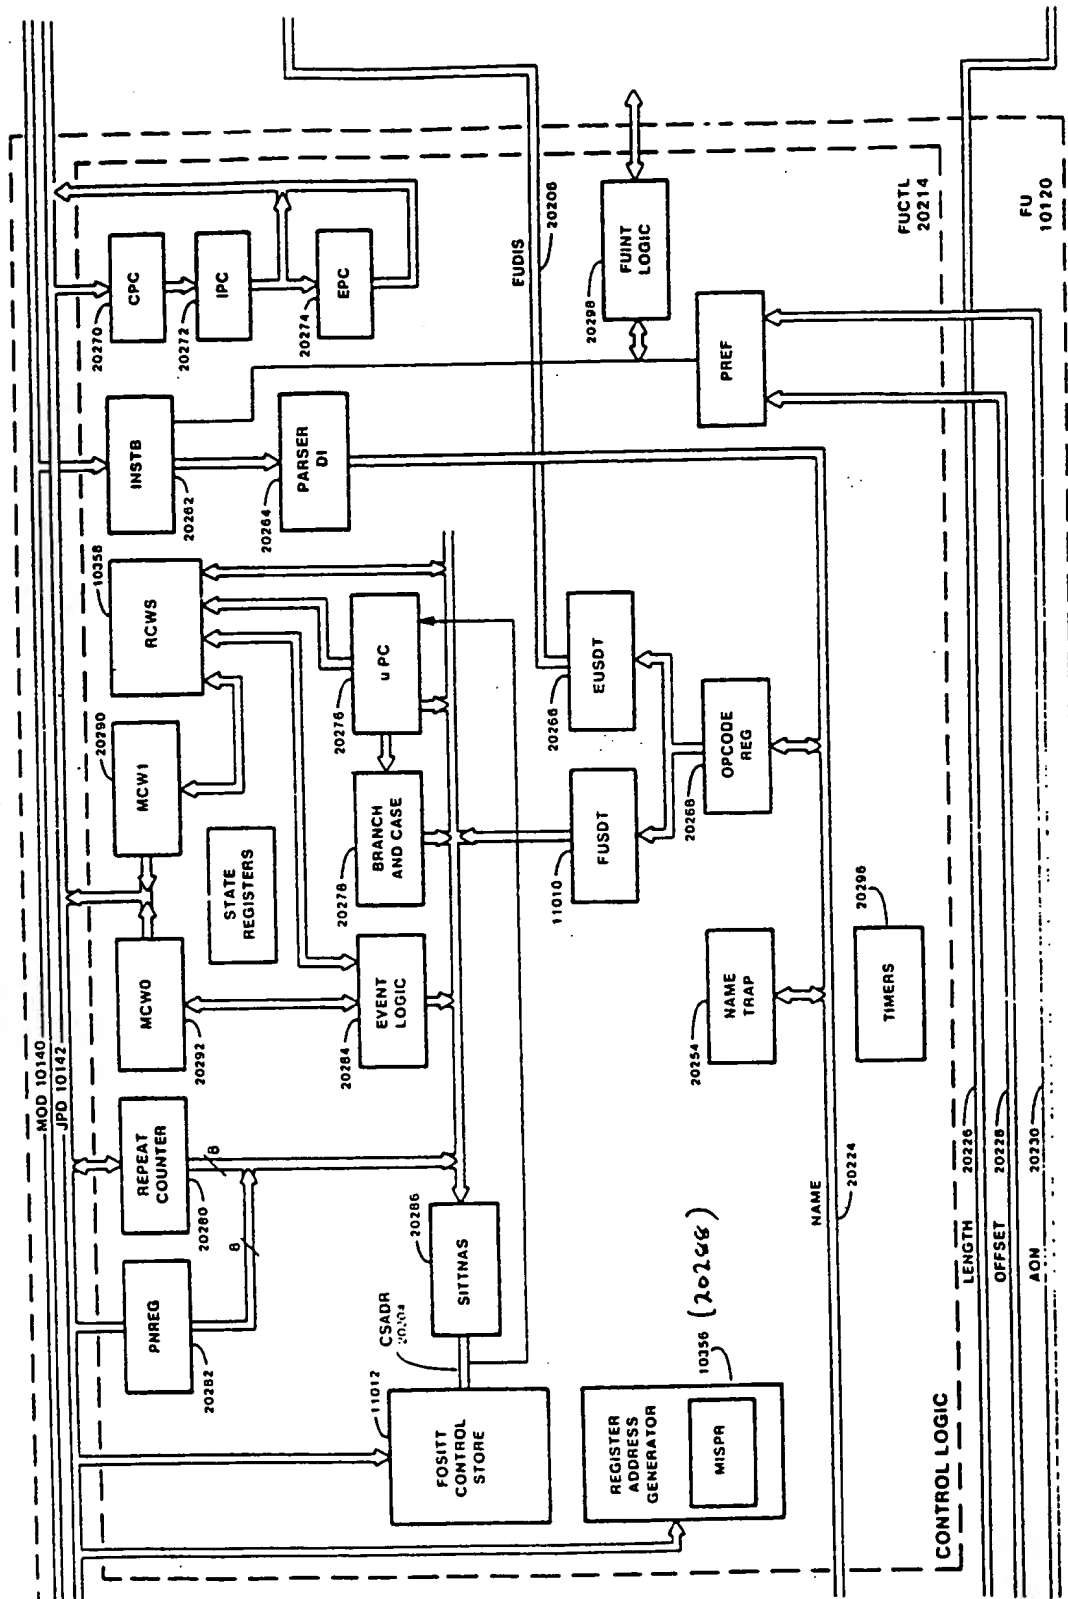 MOD 10140
JPD 10142
PNREG
20282
REPEAT
COUNTER
20280
8
8
MCW0
20292
MCW1
20290
STATE
REGISTERS
RCWS
10358
INSTB
20262
PARSER
DI
20264
CPC
20270
IPC
20272
EPC
20274
FOSITT
CONTROL
STORE
11012
CSADR
SITTNAS
20286
EVENT
LOGIC
20284
BRANCH
AND CASE
20278
uPC
20276
EUDIS
20206
FUINT
LOGIC
20298
REGISTER
ADDRESS
GENERATOR
MISPR
10356 (20288)
FUSDT
11010
EUSDT
20266
NAME
TRAP
20254
OPCODE
REG
20268
PREF
NAME
20224
TIMERS
20296
FUCTL
20214
CONTROL LOGIC
LENGTH
20226
OFFSET
20228
AON
20230
FU
10120